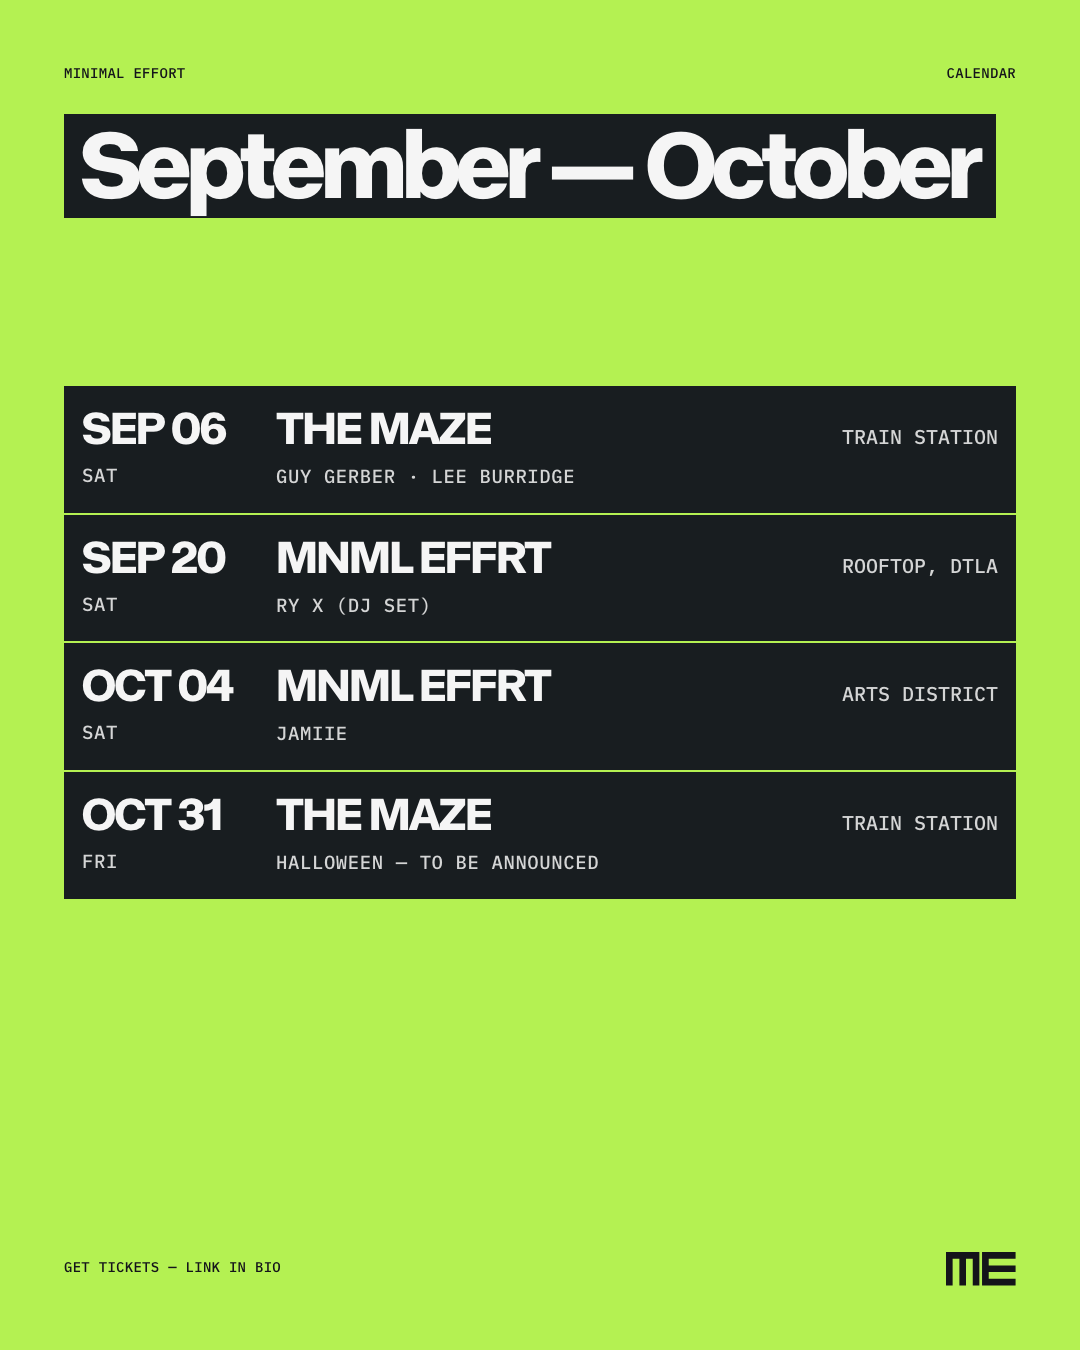 MINIMAL EFFORT
CALENDAR
September — October
SEP 06
THE MAZE
TRAIN STATION
SAT
GUY GERBER · LEE BURRIDGE
SEP 20
MNML EFFRT
ROOFTOP, DTLA
SAT
RY X (DJ SET)
OCT 04
MNML EFFRT
ARTS DISTRICT
SAT
JAMIIE
OCT 31
THE MAZE
TRAIN STATION
FRI
HALLOWEEN — TO BE ANNOUNCED
GET TICKETS — LINK IN BIO
ME